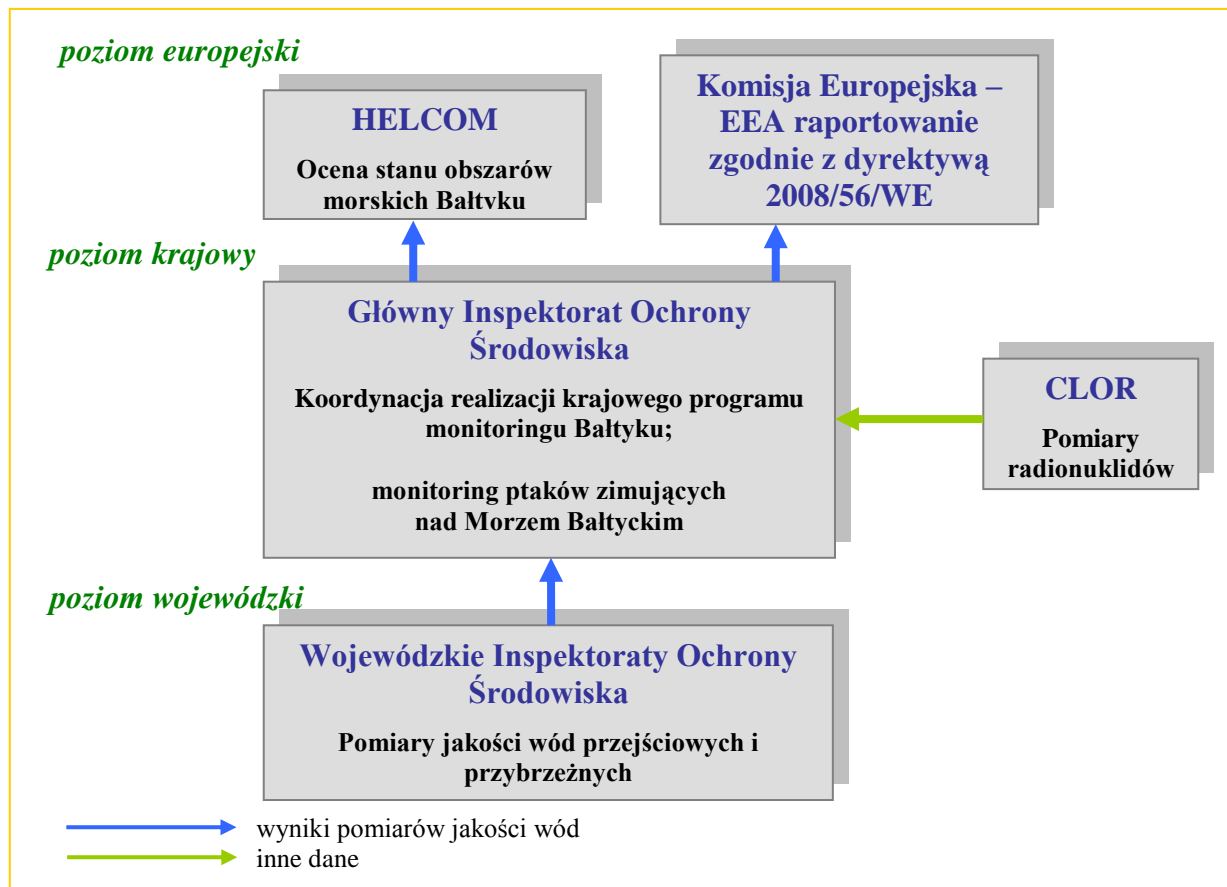 poziom europejski
HELCOM
Ocena stanu obszarów
morskich Bałtyku
Komisja Europejska –
EEA raportowanie
zgodnie z dyrektywą
2008/56/WE
poziom krajowy
Główny Inspektorat Ochrony
Środowiska
Koordynacja realizacji krajowego programu
monitoringu Bałtyku;
monitoring ptaków zimujących
nad Morzem Bałtyckim
CLOR
Pomiary
radionuklidów
poziom wojewódzki
Wojewódzkie Inspektoraty Ochrony
Środowiska
Pomiary jakości wód przejściowych i
przybrzeżnych
wyniki pomiarów jakości wód
inne dane